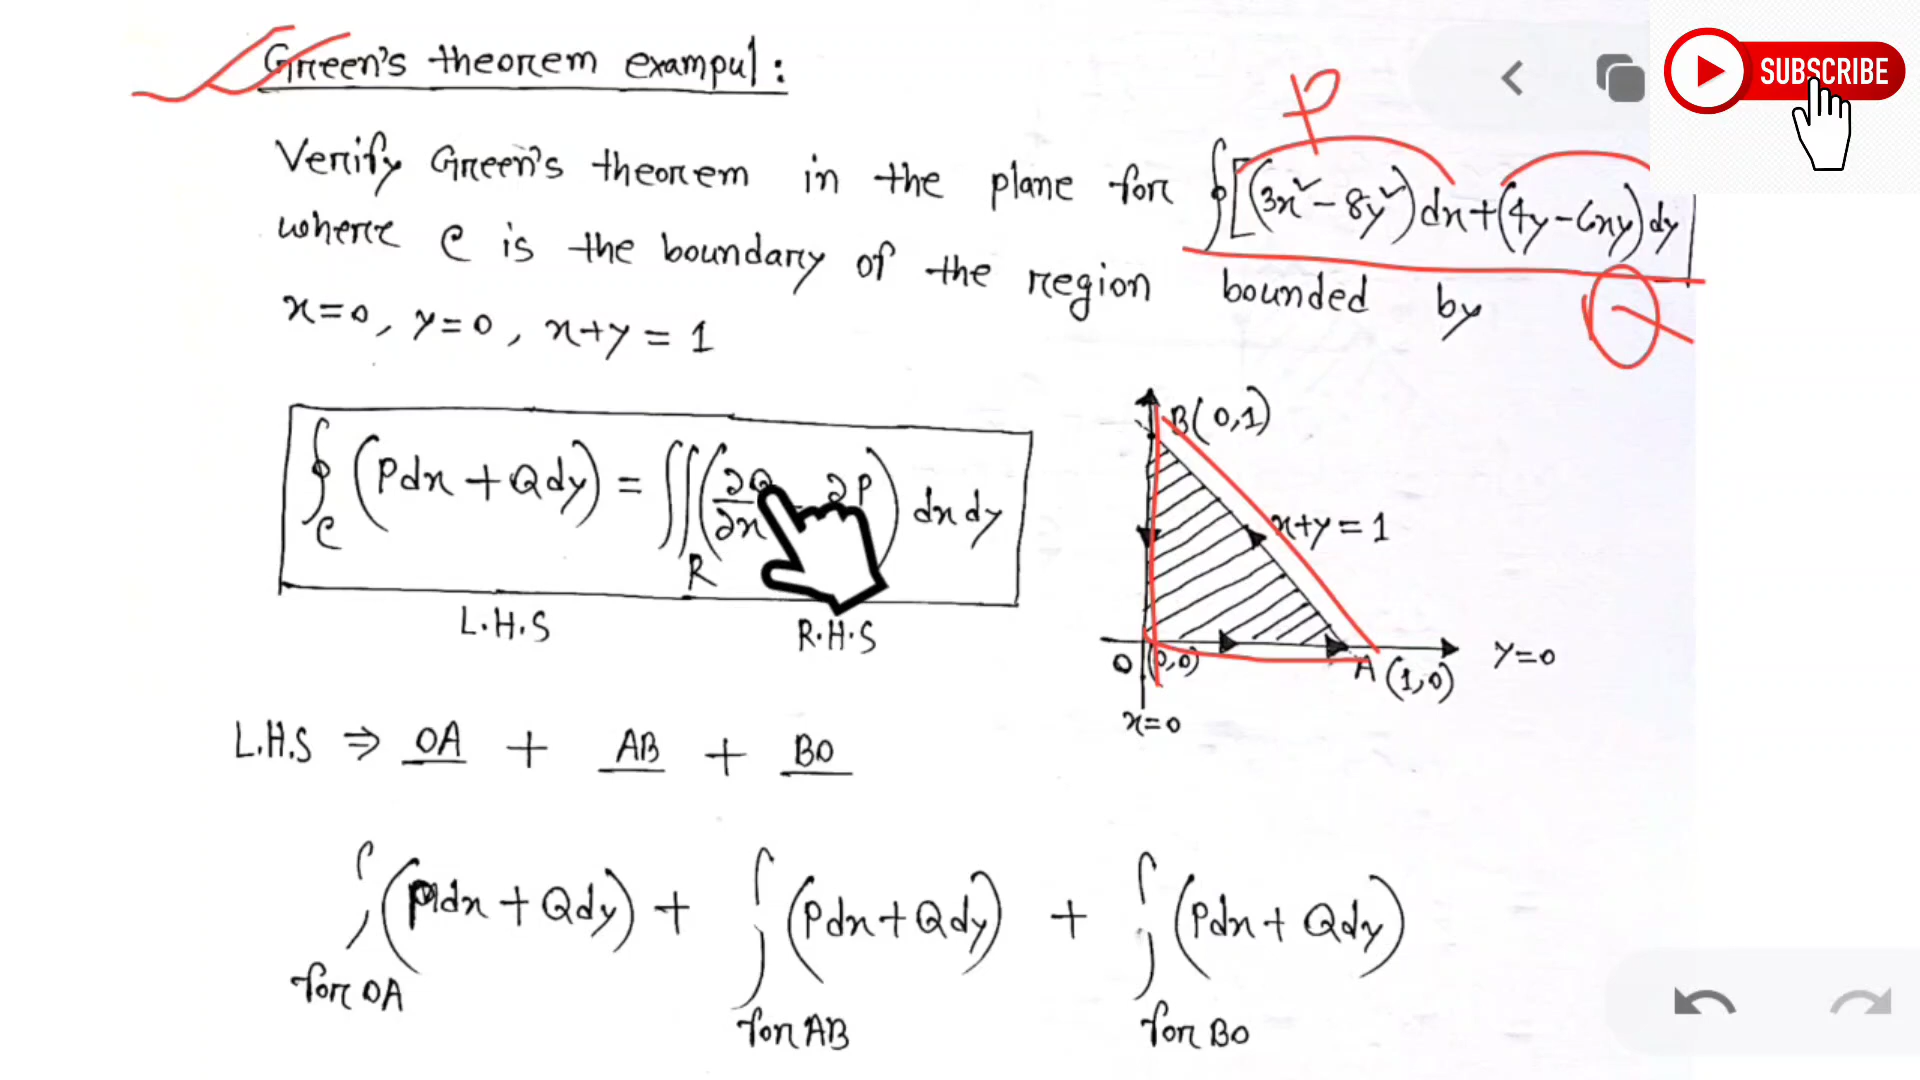 Green's theorem exampul:
Verify Green's theorem in the plane for ∮[(3x²-8y²)dx+(4y-6xy)dy]
where C is the boundary of the region bounded by
x=0, y=0, x+y=1
P
Q
SUBSCRIBE
∮C (Pdx+Qdy) = ∬R (∂Q/∂x ∂P) dxdy
L.H.S R.H.S
B(0,1)
x+y=1
O (0,0) A (1,0) y=0
x=0
L.H.S ⇒ OA + AB + BO
∫(Pdx+Qdy) + ∫(Pdx+Qdy) + ∫(Pdx+Qdy)
for OA for AB for BO